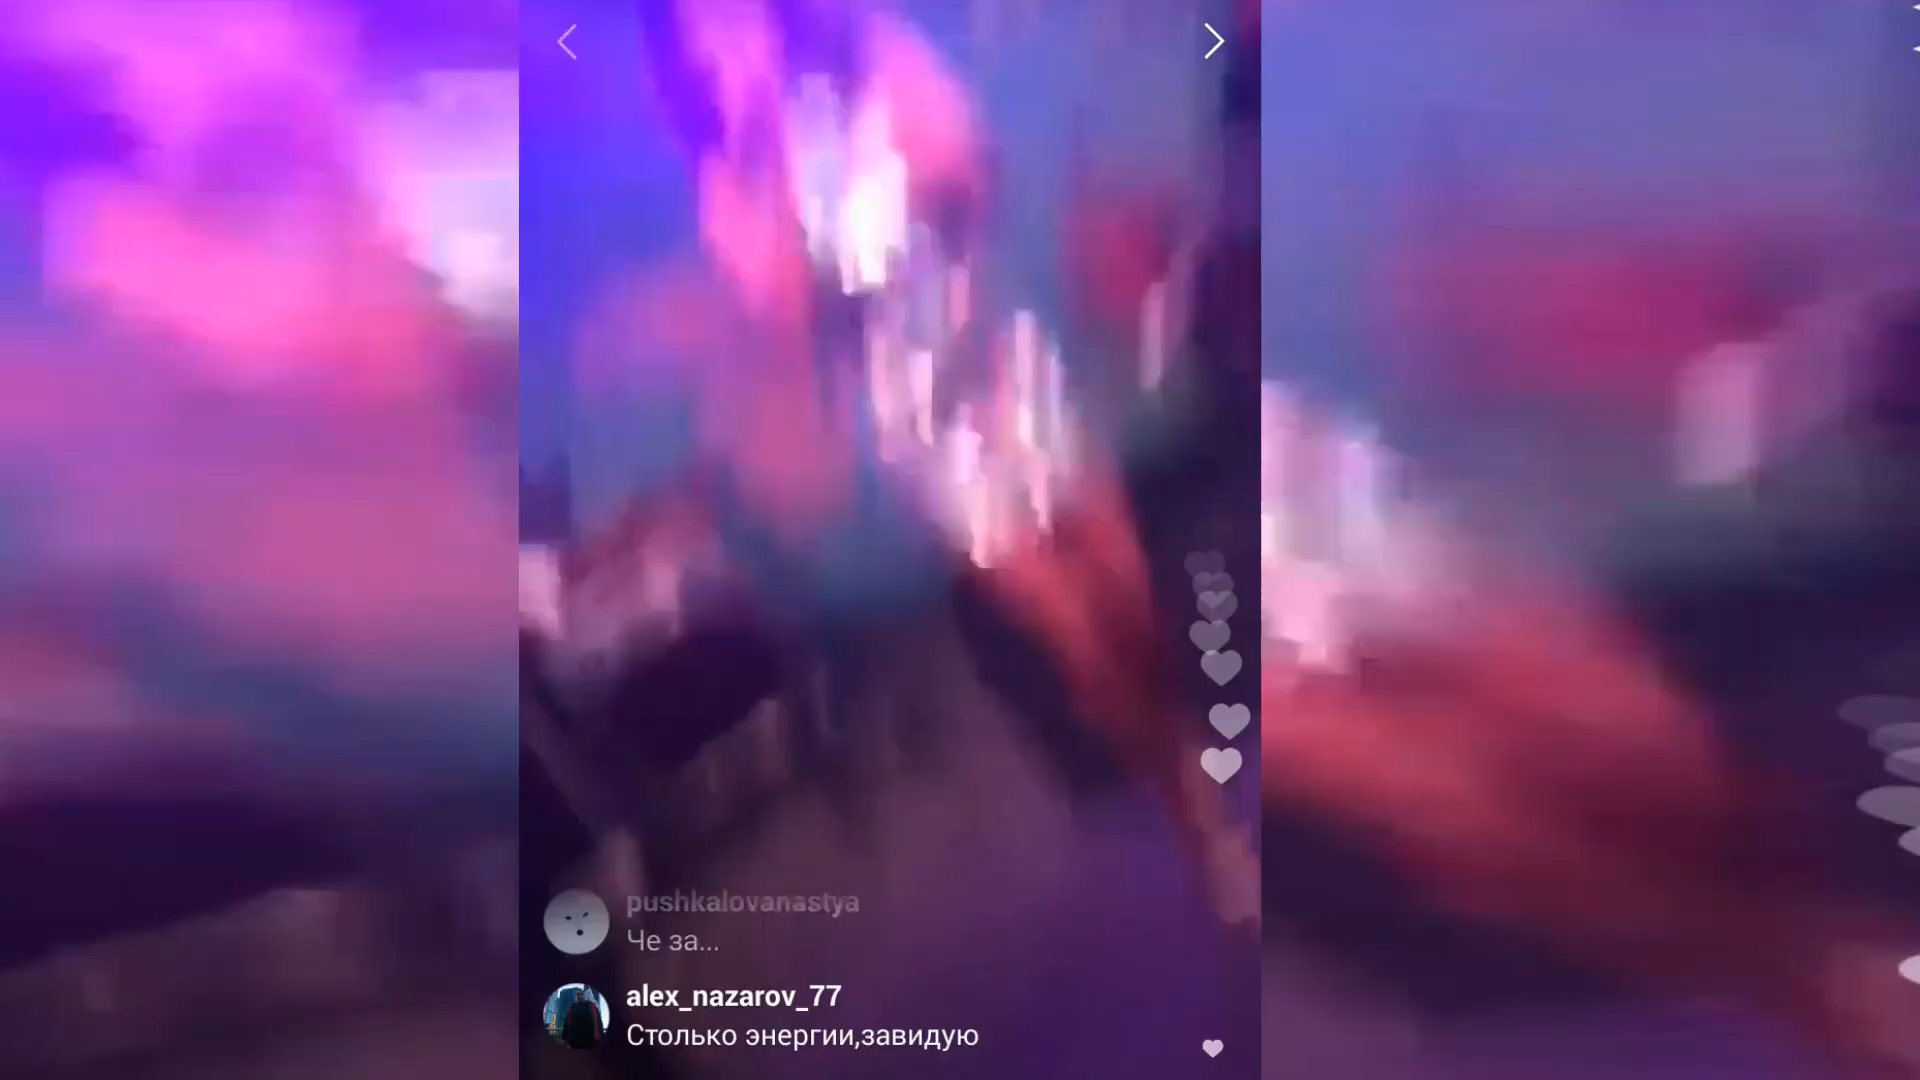 pushkalovanastya
Че за...
alex_nazarov_77
Столько энергии,завидую